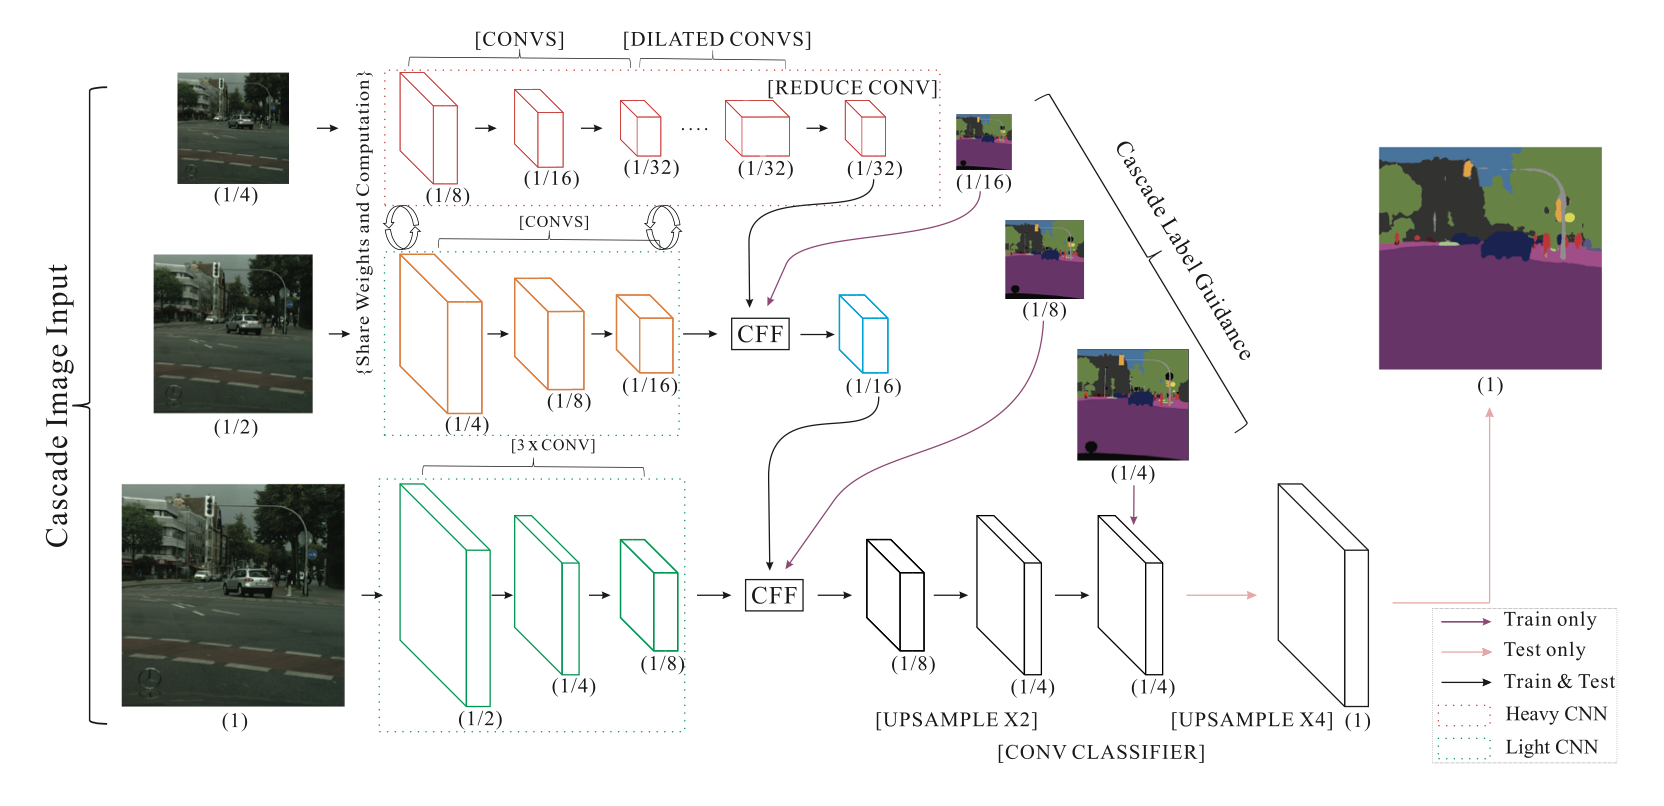 [CONVS]
[DILATED CONVS]
[REDUCE CONV]
(1/4)
(1/8)
(1/16)
(1/32)
....
(1/32)
(1/32)
(1/16)
{Share Weights and Computation}
Cascade Image Input
Cascade Label Guidance
[CONVS]
(1/2)
(1/4)
(1/8)
(1/16)
CFF
(1/16)
(1/8)
(1/4)
(1)
[3 X CONV]
(1)
(1/2)
(1/4)
(1/8)
CFF
(1/8)
(1/4)
(1/4)
(1)
[UPSAMPLE X2]
[UPSAMPLE X4]
[CONV CLASSIFIER]
Train only
Test only
Train & Test
Heavy CNN
Light CNN